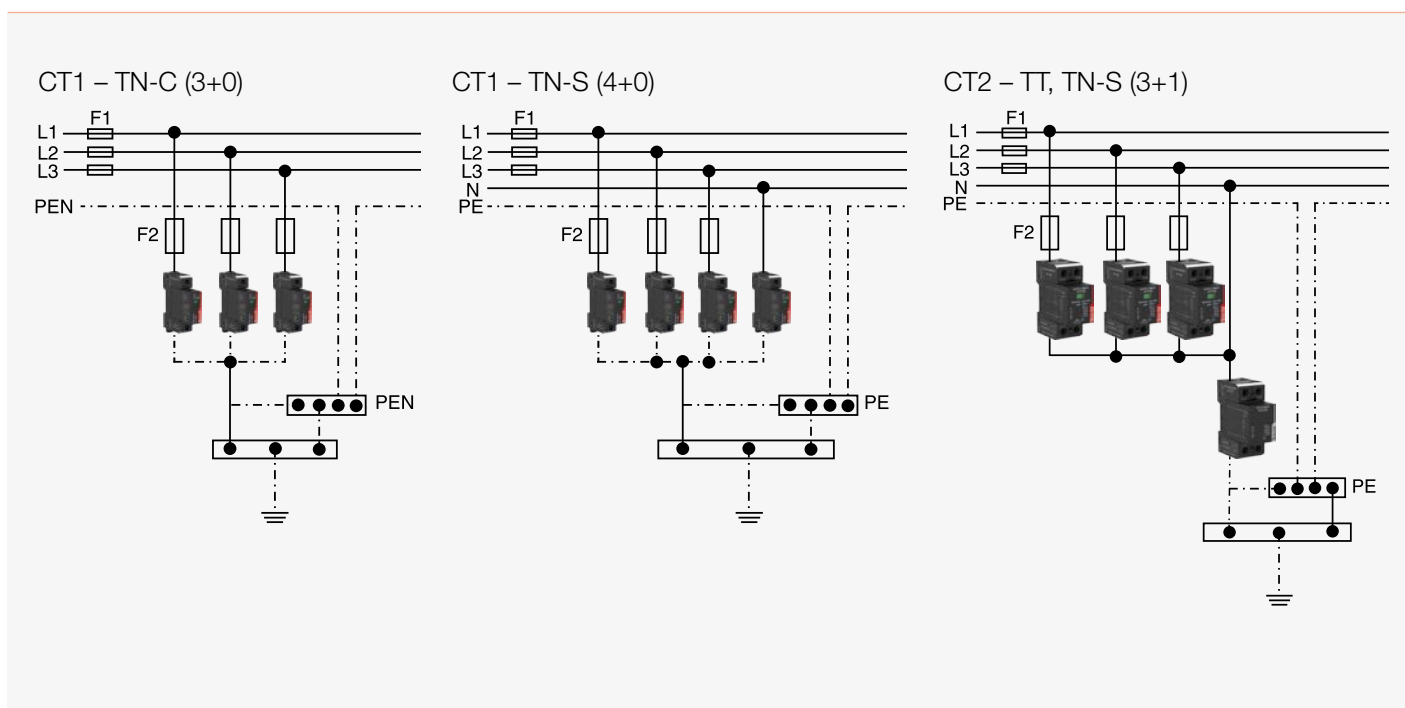 CT1 – TN-C (3+0)
F1
L1
L2
L3
PEN
F2
PEN
CT1 – TN-S (4+0)
F1
L1
L2
L3
N
PE
F2
PE
CT2 – TT, TN-S (3+1)
F1
L1
L2
L3
N
PE
F2
PE